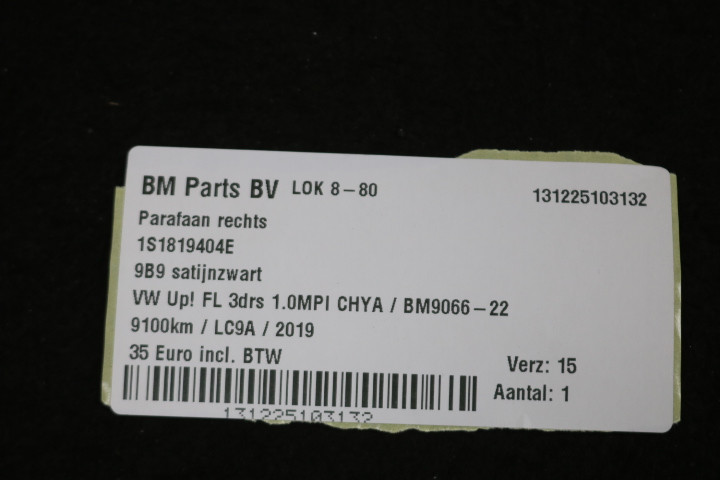 BM Parts BV LOK 8-80
131225103132
Parafaan rechts
1S1819404E
9B9 satijnzwart
VW Up! FL 3drs 1.0MPI CHYA / BM9066-22
9100km / LC9A / 2019
35 Euro incl. BTW
Verz: 15
Aantal: 1
131225103132